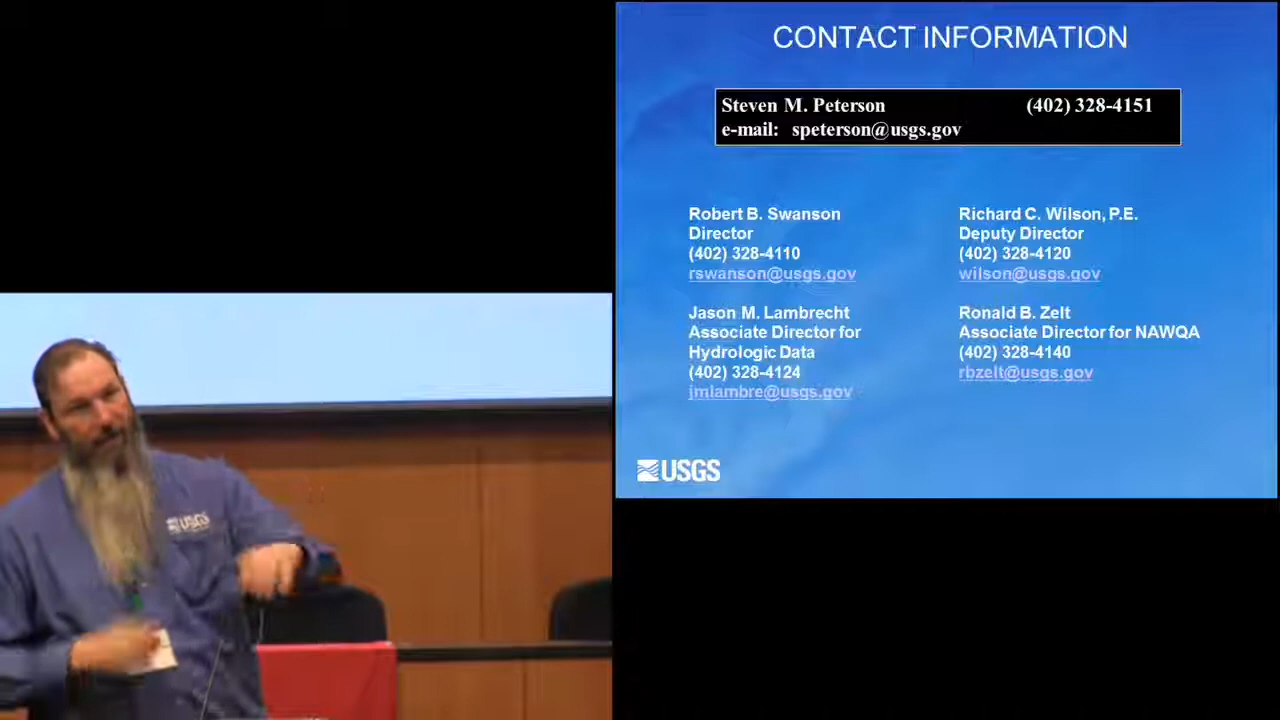 CONTACT INFORMATION
Steven M. Peterson (402) 328-4151
e-mail: speterson@usgs.gov
Robert B. Swanson
Director
(402) 328-4110
rswanson@usgs.gov
Richard C. Wilson, P.E.
Deputy Director
(402) 328-4120
wilson@usgs.gov
Jason M. Lambrecht
Associate Director for
Hydrologic Data
(402) 328-4124
jmlambre@usgs.gov
Ronald B. Zelt
Associate Director for NAWQA
(402) 328-4140
rbzelt@usgs.gov
USGS
USGS